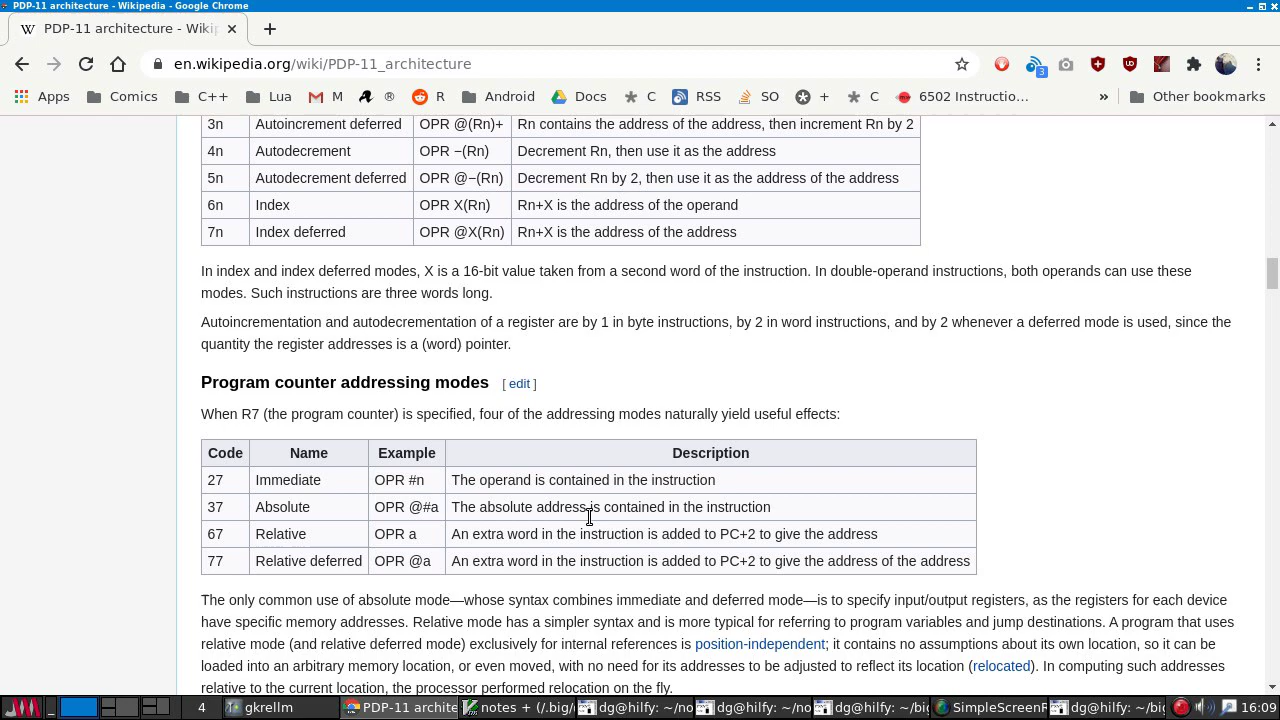 PDP-11 architecture - Wikipedia - Google Chrome
PDP-11 architecture - Wikip
en.wikipedia.org/wiki/PDP-11_architecture
3
Apps Comics C++ Lua M ® R Android Docs C RSS SO + C 6502 Instructio… » Other bookmarks
3n Autoincrement deferred OPR @(Rn)+ Rn contains the address of the address, then increment Rn by 2
4n Autodecrement OPR −(Rn) Decrement Rn, then use it as the address
5n Autodecrement deferred OPR @−(Rn) Decrement Rn by 2, then use it as the address of the address
6n Index OPR X(Rn) Rn+X is the address of the operand
7n Index deferred OPR @X(Rn) Rn+X is the address of the address
In index and index deferred modes, X is a 16-bit value taken from a second word of the instruction. In double-operand instructions, both operands can use these
modes. Such instructions are three words long.
Autoincrementation and autodecrementation of a register are by 1 in byte instructions, by 2 in word instructions, and by 2 whenever a deferred mode is used, since the
quantity the register addresses is a (word) pointer.
Program counter addressing modes [ edit ]
When R7 (the program counter) is specified, four of the addressing modes naturally yield useful effects:
Code Name Example Description
27 Immediate OPR #n The operand is contained in the instruction
37 Absolute OPR @#a The absolute address is contained in the instruction
67 Relative OPR a An extra word in the instruction is added to PC+2 to give the address
77 Relative deferred OPR @a An extra word in the instruction is added to PC+2 to give the address of the address
The only common use of absolute mode—whose syntax combines immediate and deferred mode—is to specify input/output registers, as the registers for each device
have specific memory addresses. Relative mode has a simpler syntax and is more typical for referring to program variables and jump destinations. A program that uses
relative mode (and relative deferred mode) exclusively for internal references is position-independent; it contains no assumptions about its own location, so it can be
loaded into an arbitrary memory location, or even moved, with no need for its addresses to be adjusted to reflect its location (relocated). In computing such addresses
relative to the current location, the processor performed relocation on the fly.
4 gkrellm PDP-11 archite notes + (/.big/ dg@hilfy: ~/no dg@hilfy: ~/no dg@hilfy: ~/.big SimpleScreenR dg@hilfy: ~/big 16:09